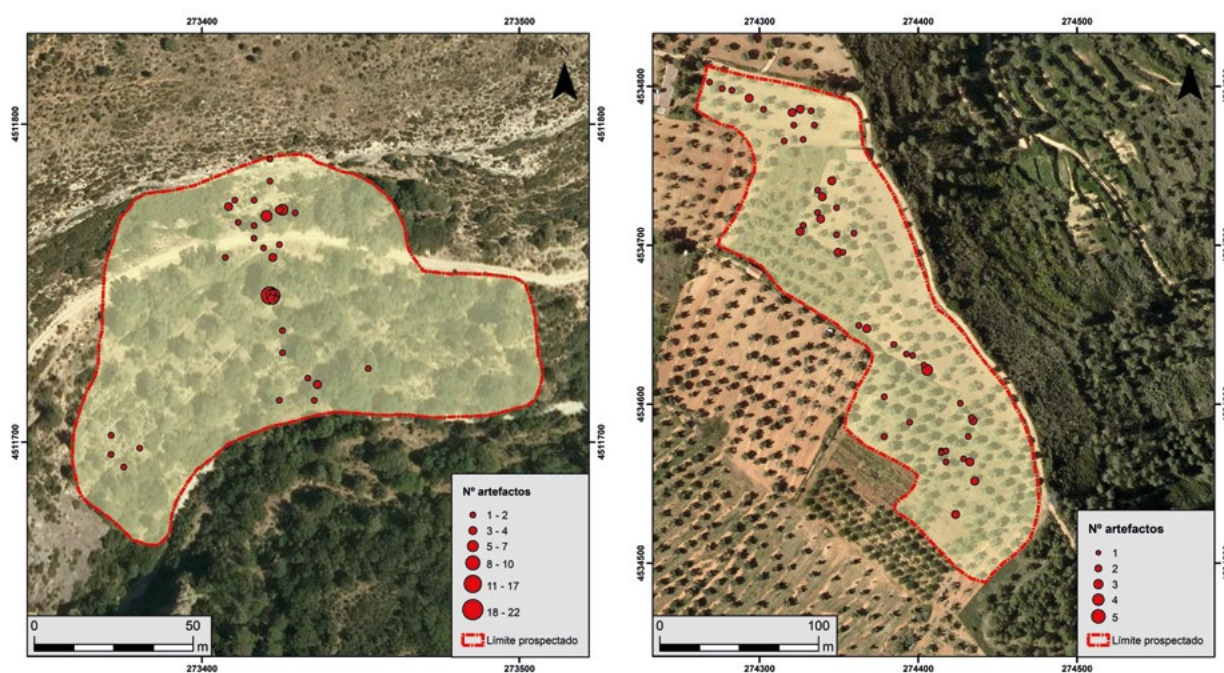 273400 273500
4511800
4511700
N
Nº artefactos
1 - 2
3 - 4
5 - 7
8 - 10
11 - 17
18 - 22
Límite prospectado
0 50
m
273400 273500
274300 274400 274500
4534800
4534700
4534600
4534500
Nº artefactos
1
2
3
4
5
Límite prospectado
0 100
m
274300 274400 274500